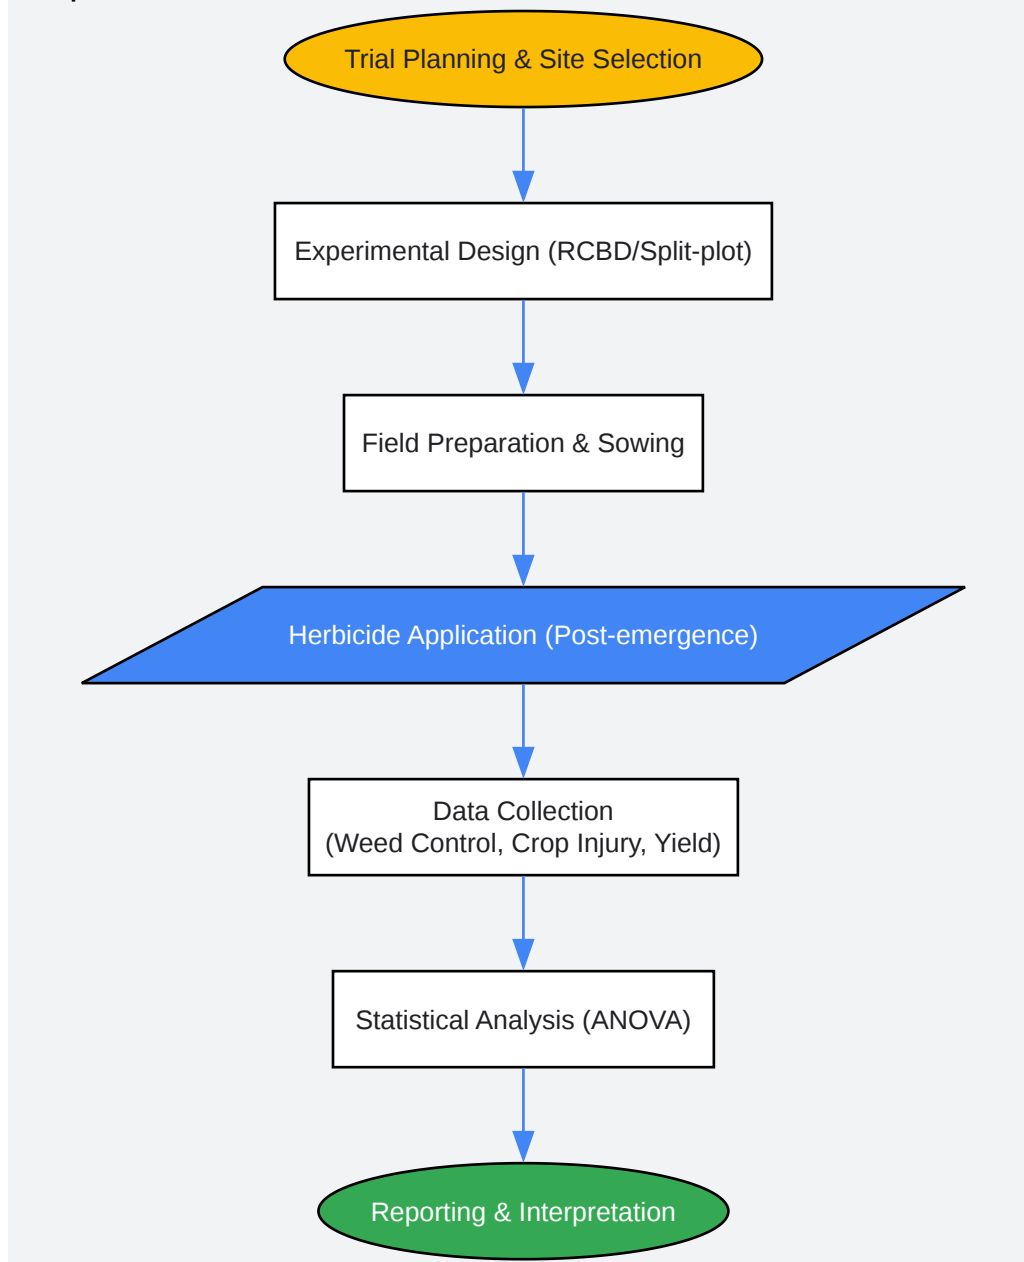 Trial Planning & Site Selection
Experimental Design (RCBD/Split-plot)
Field Preparation & Sowing
Herbicide Application (Post-emergence)
Data Collection
(Weed Control, Crop Injury, Yield)
Statistical Analysis (ANOVA)
Reporting & Interpretation